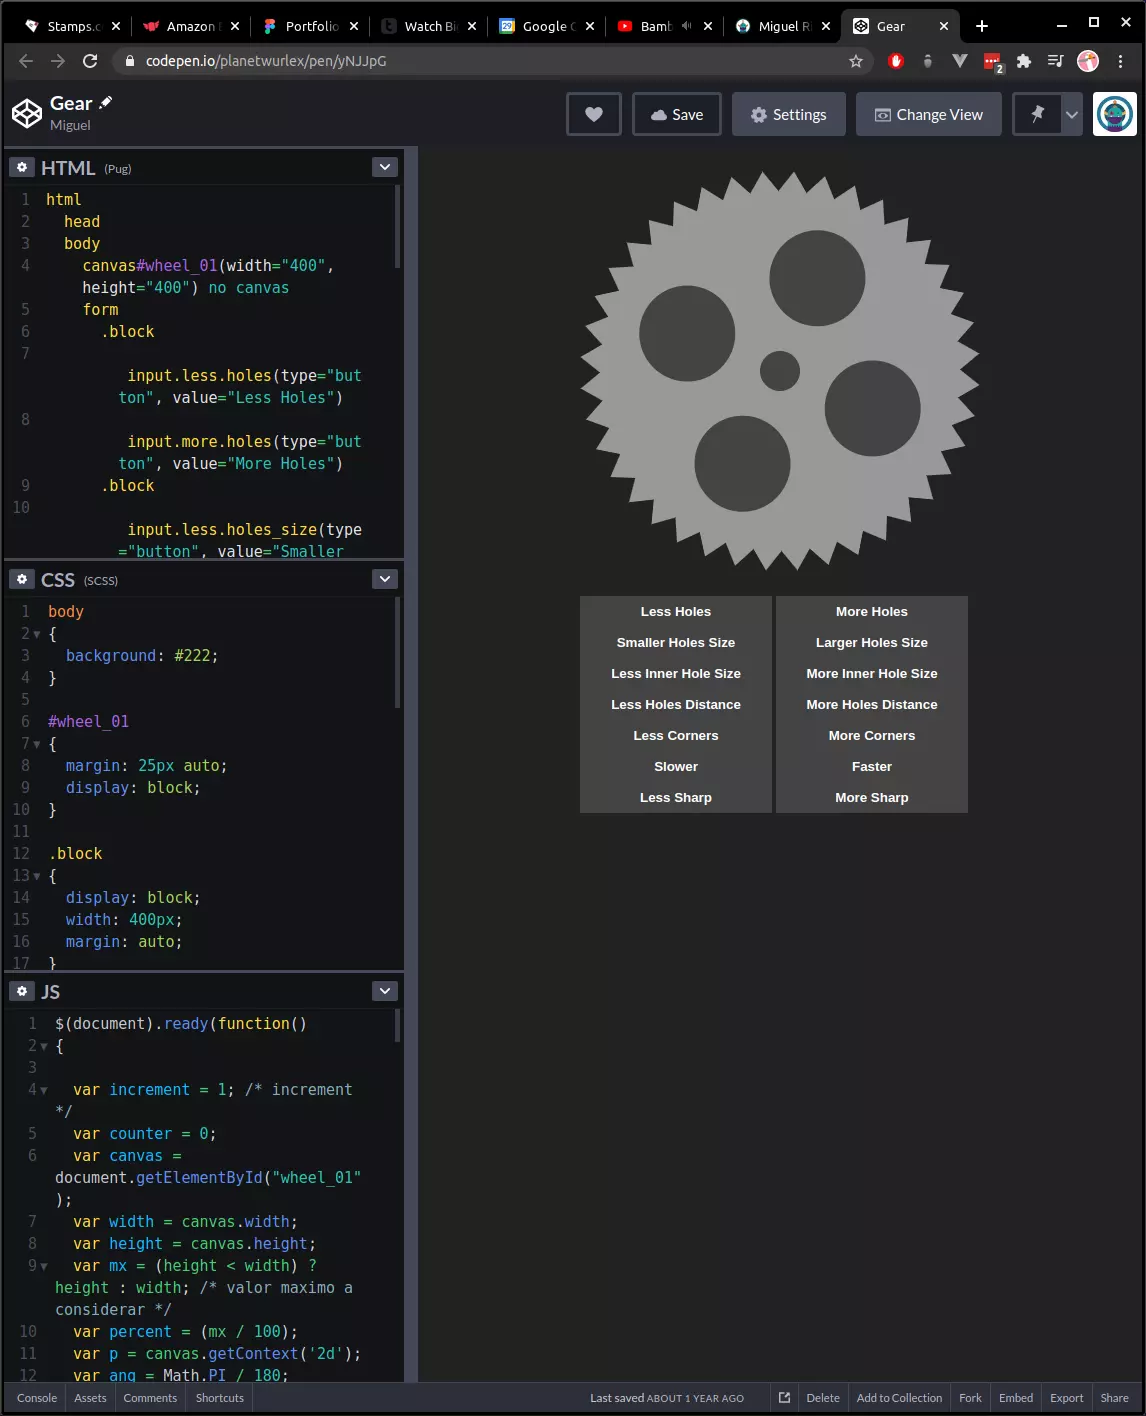 Stamps.c
Amazon E
Portfolio
Watch Bi
Google C
Bamb
Miguel R
Gear
codepen.io/planetwurlex/pen/yNJJpG
2
Gear
Miguel
Save
Settings
Change View
HTML (Pug)
1 html
2 head
3 body
4 canvas#wheel_01(width="400",
height="400") no canvas
5 form
6 .block
7
input.less.holes(type="but
ton", value="Less Holes")
8
input.more.holes(type="but
ton", value="More Holes")
9 .block
10
input.less.holes_size(type
="button", value="Smaller
CSS (SCSS)
1 body
2 {
3 background: #222;
4 }
5
6 #wheel_01
7 {
8 margin: 25px auto;
9 display: block;
10 }
11
12 .block
13 {
14 display: block;
15 width: 400px;
16 margin: auto;
17 }
JS
1 $(document).ready(function()
2 {
3
4 var increment = 1; /* increment
*/
5 var counter = 0;
6 var canvas =
document.getElementById("wheel_01"
);
7 var width = canvas.width;
8 var height = canvas.height;
9 var mx = (height < width) ?
height : width; /* valor maximo a
considerar */
10 var percent = (mx / 100);
11 var p = canvas.getContext('2d');
12 var ang = Math.PI / 180;
Less Holes More Holes
Smaller Holes Size Larger Holes Size
Less Inner Hole Size More Inner Hole Size
Less Holes Distance More Holes Distance
Less Corners More Corners
Slower Faster
Less Sharp More Sharp
Console Assets Comments Shortcuts
Last saved ABOUT 1 YEAR AGO
Delete Add to Collection Fork Embed Export Share